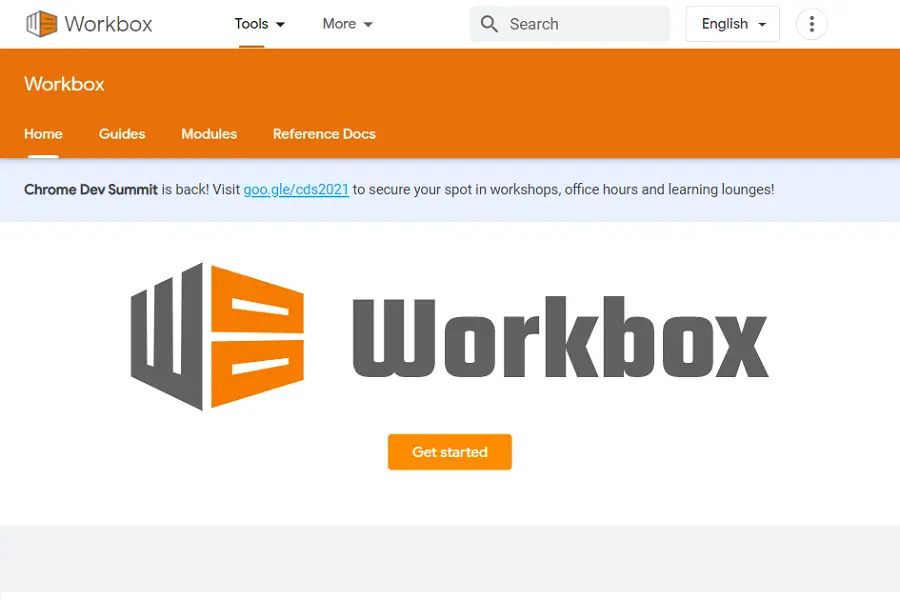 Workbox Tools More Search English
Workbox
Home Guides Modules Reference Docs
Chrome Dev Summit is back! Visit goo.gle/cds2021 to secure your spot in workshops, office hours and learning lounges!
Workbox
Get started